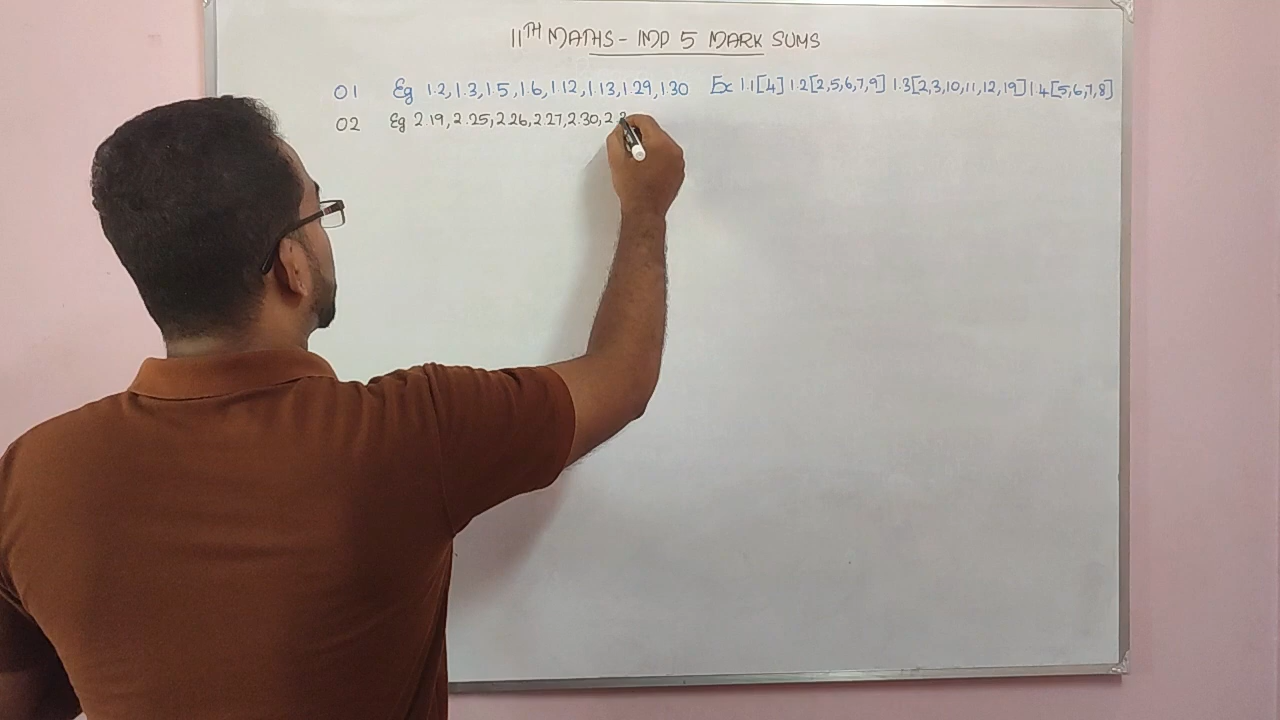 11TH MATHS - IMP 5 MARK SUMS
01 Eg 1.2,1.3,1.5,1.6,1.12,1.13,1.29,1.30 Ex 1.1[4] 1.2[2,5,6,7,9] 1.3[2,3,10,11,12,19] 1.4[5,6,7,8]
02 Eg 2.19,2.25,2.26,2.27,2.30,2.3